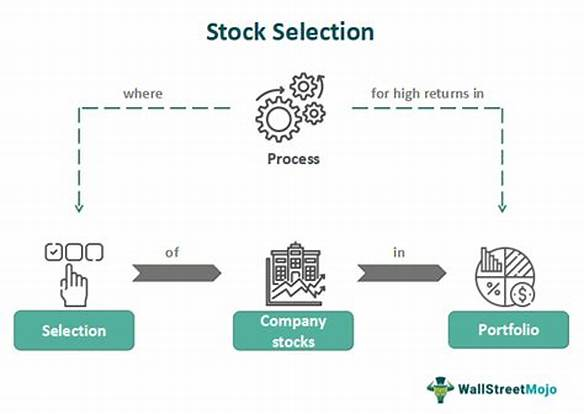 Stock Selection
where
for high returns in
Process
of
in
Selection
Company
stocks
Portfolio
%
$
WallStreetMojo